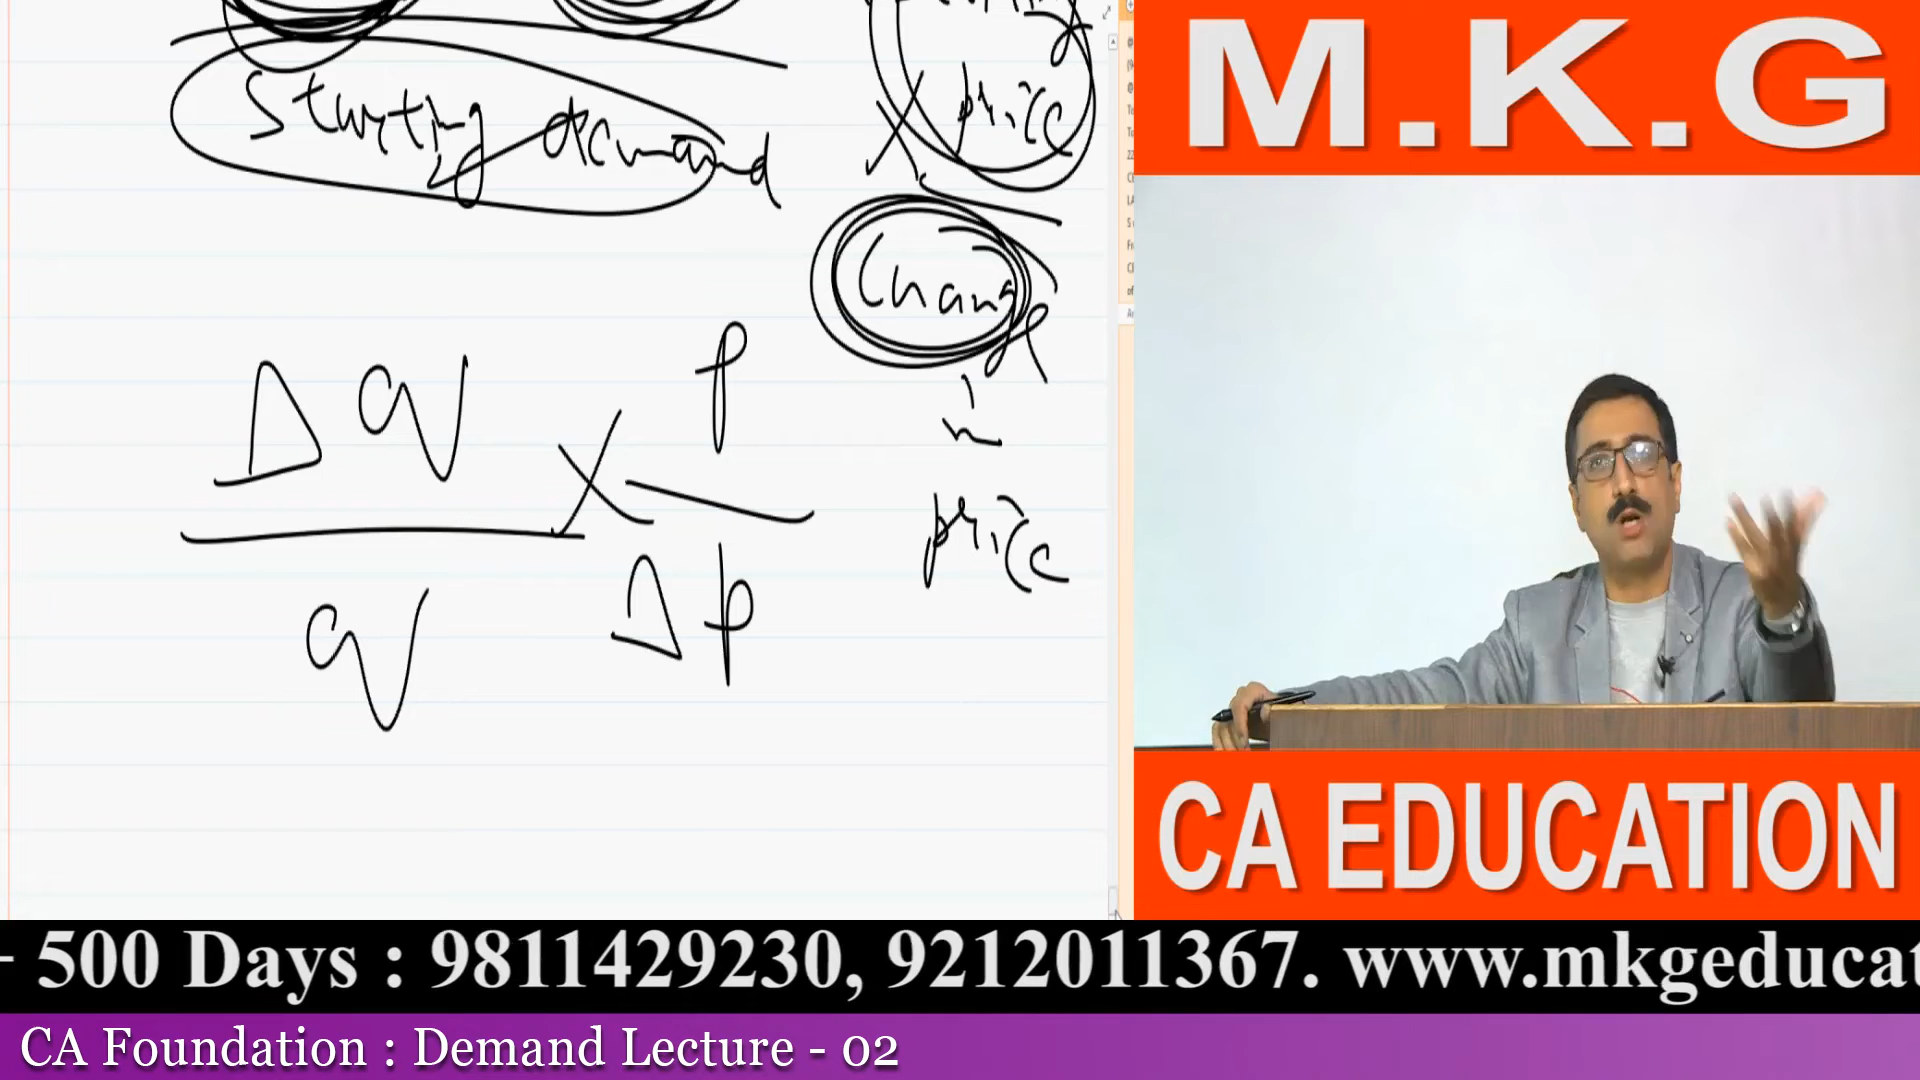 M.K.G
price
Starting demand
Change
in
price
Δq × p
q Δp
CA EDUCATION
500 Days : 9811429230, 9212011367. www.mkgeducat
CA Foundation : Demand Lecture - 02